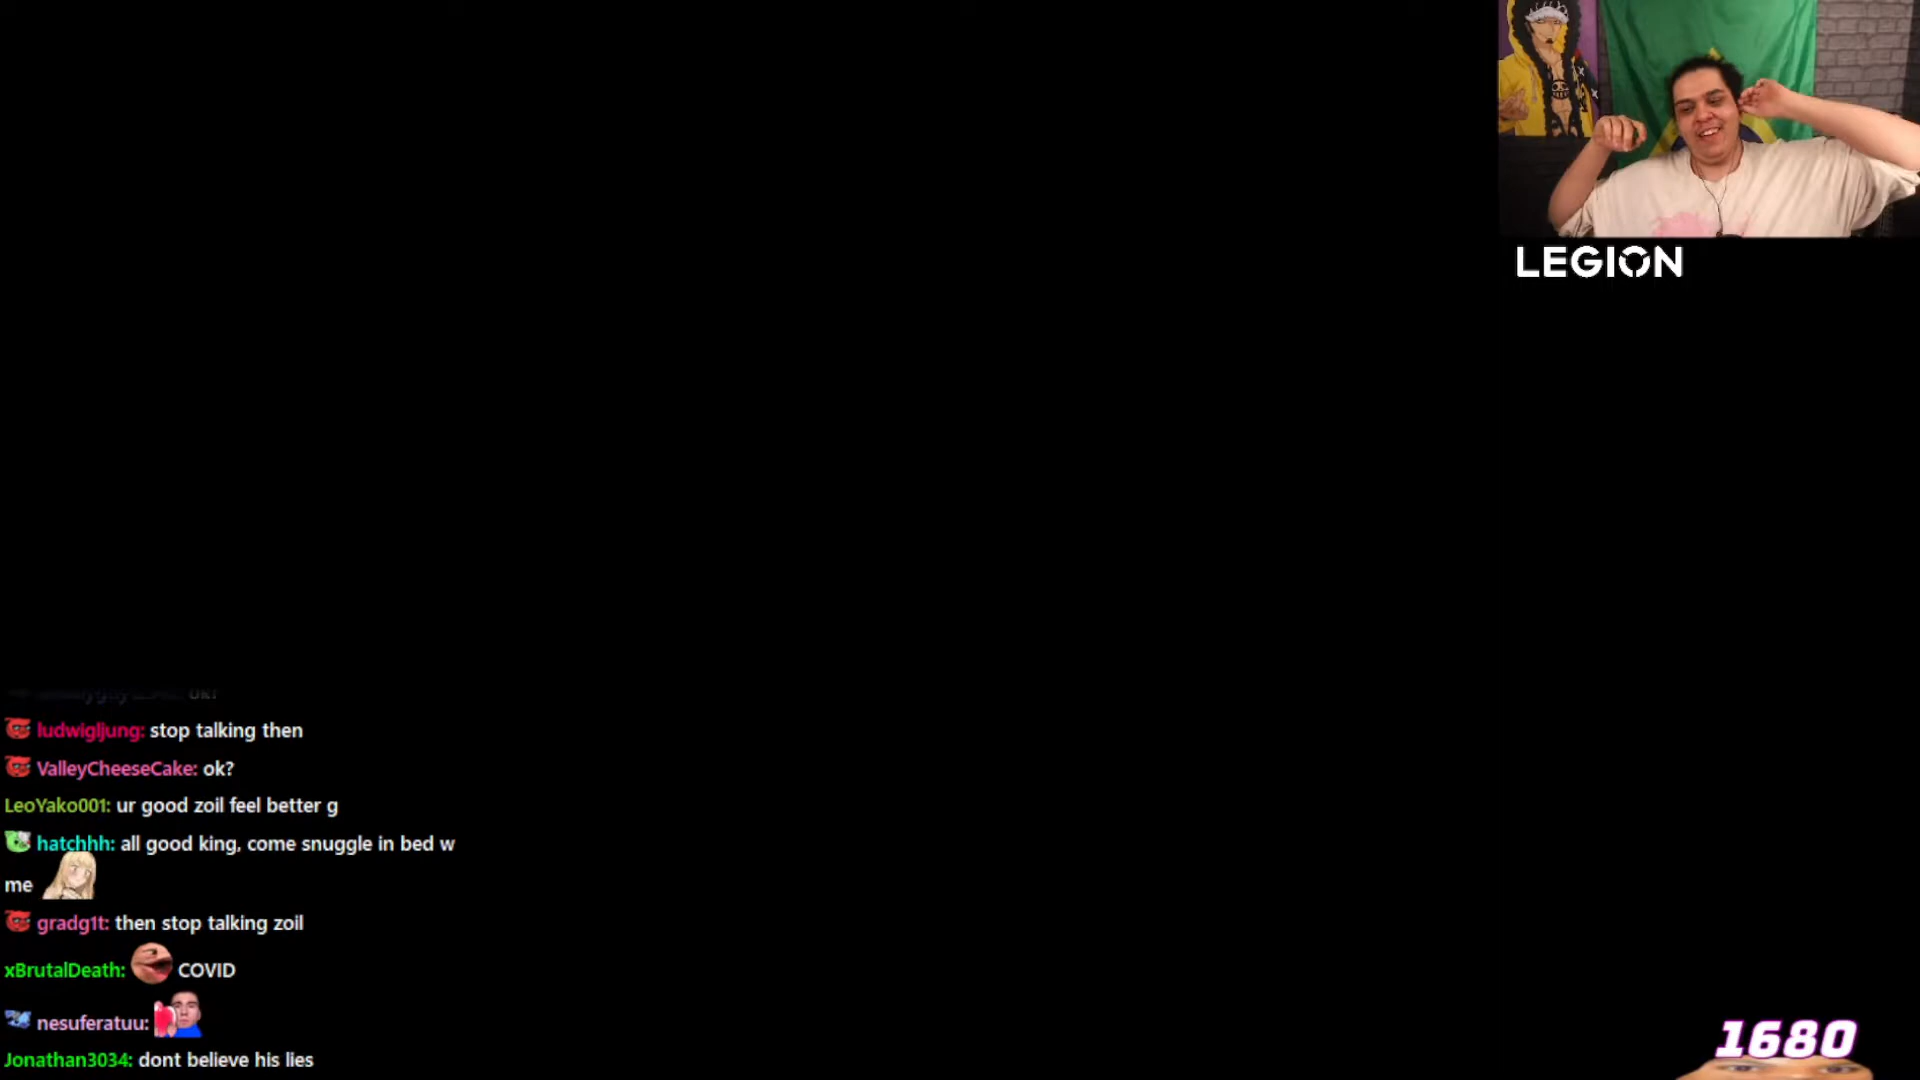 LEGION
ok?
ludwigljung: stop talking then
ValleyCheeseCake: ok?
LeoYako001: ur good zoil feel better g
hatchhh: all good king, come snuggle in bed w
me
gradg1t: then stop talking zoil
xBrutalDeath: COVID
nesuferatuu:
Jonathan3034: dont believe his lies
1680